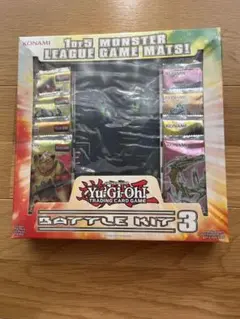 KONAMI
1 of 5 MONSTER
LEAGUE GAME MATS!
Yu-Gi-Oh!
TRADING CARD GAME
BATTLE KIT 3